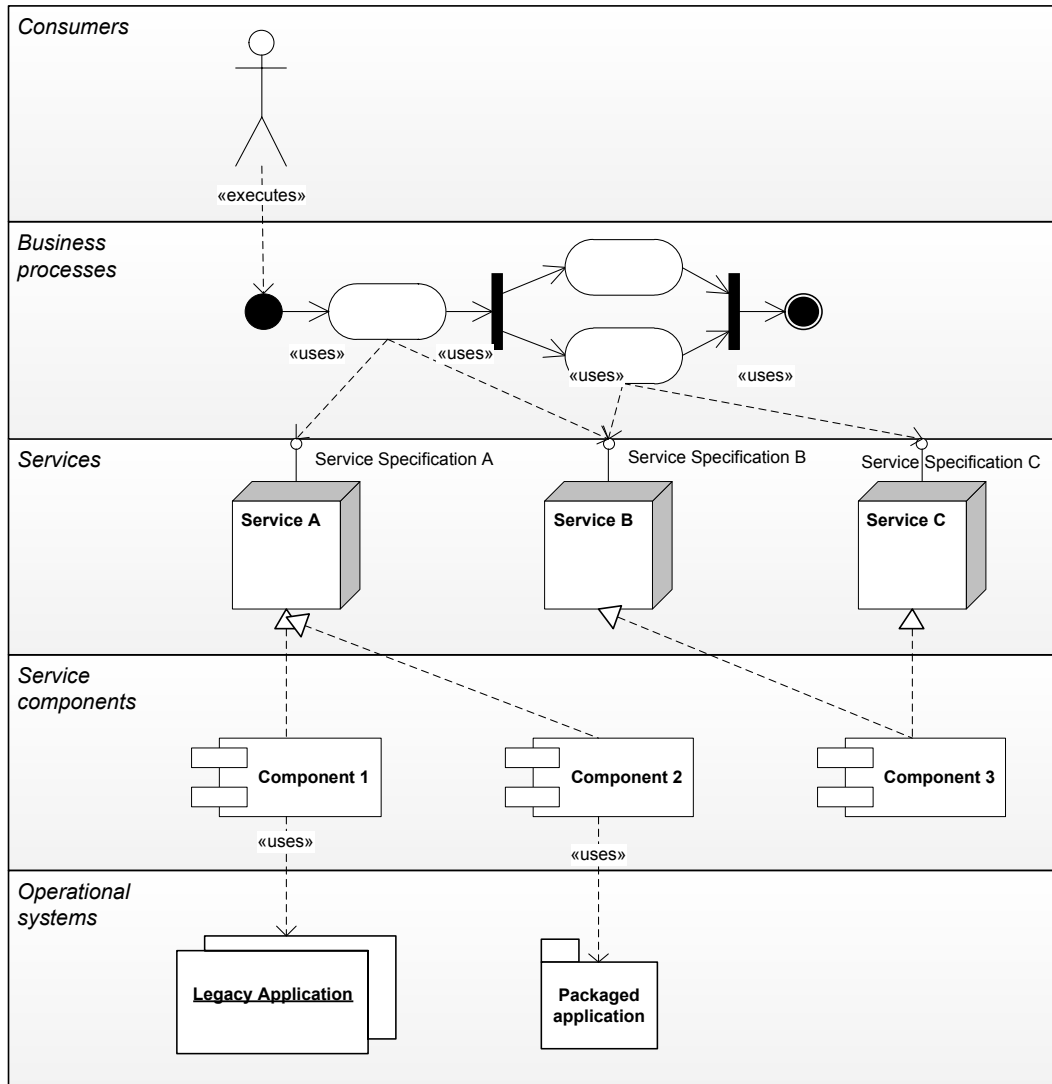 Consumers
«executes»
Business
processes
«uses»
«uses»
«uses»
«uses»
Services
Service Specification A
Service Specification B
Service Specification C
Service A
Service B
Service C
Service
components
Component 1
Component 2
Component 3
«uses»
«uses»
Operational
systems
Legacy Application
Packaged
application